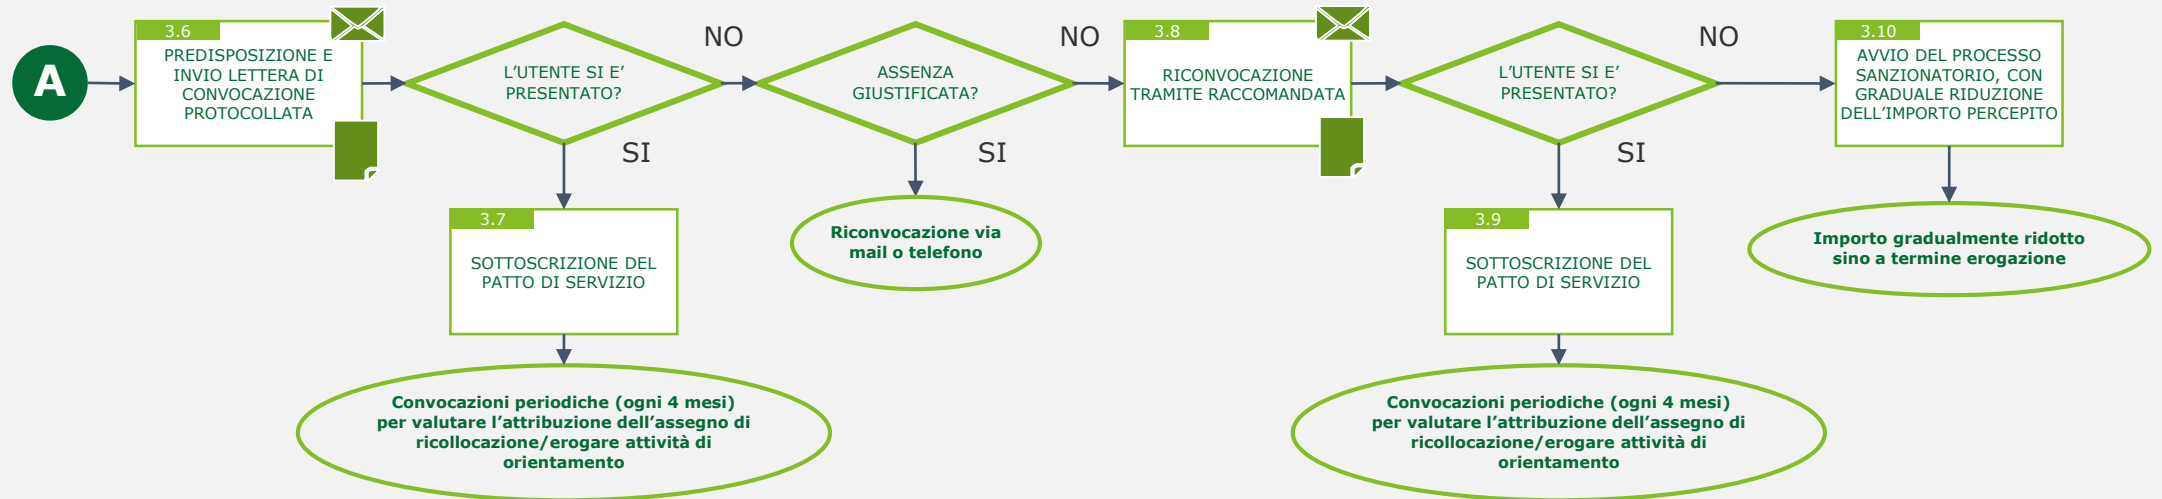 A
3.6
PREDISPOSIZIONE E
INVIO LETTERA DI
CONVOCAZIONE
PROTOCOLLATA
L'UTENTE SI E'
PRESENTATO?
NO
SI
ASSENZA
GIUSTIFICATA?
NO
SI
3.8
RICONVOCAZIONE
TRAMITE RACCOMANDATA
L'UTENTE SI E'
PRESENTATO?
NO
SI
3.10
AVVIO DEL PROCESSO
SANZIONATORIO, CON
GRADUALE RIDUZIONE
DELL'IMPORTO PERCEPITO
3.7
SOTTOSCRIZIONE DEL
PATTO DI SERVIZIO
Riconvocazione via
mail o telefono
3.9
SOTTOSCRIZIONE DEL
PATTO DI SERVIZIO
Importo gradualmente ridotto
sino a termine erogazione
Convocazioni periodiche (ogni 4 mesi)
per valutare l'attribuzione dell'assegno di
ricollocazione/erogare attività di
orientamento
Convocazioni periodiche (ogni 4 mesi)
per valutare l'attribuzione dell'assegno di
ricollocazione/erogare attività di
orientamento